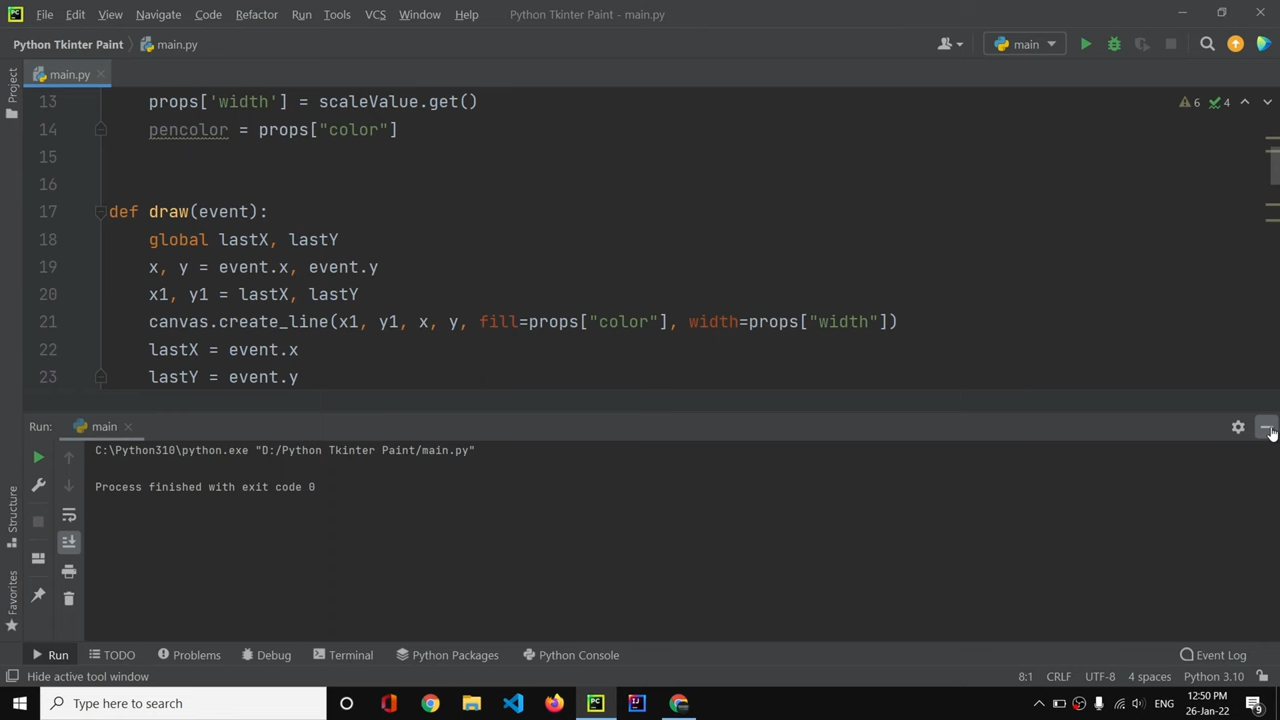 PC File Edit View Navigate Code Refactor Run Tools VCS Window Help Python Tkinter Paint - main.py
Python Tkinter Paint main.py main
Project main.py
6 4
13 props['width'] = scaleValue.get()
14 pencolor = props["color"]
15
16
17 def draw(event):
18 global lastX, lastY
19 x, y = event.x, event.y
20 x1, y1 = lastX, lastY
21 canvas.create_line(x1, y1, x, y, fill=props["color"], width=props["width"])
22 lastX = event.x
23 lastY = event.y
Run: main
C:\Python310\python.exe "D:/Python Tkinter Paint/main.py"
Process finished with exit code 0
Structure
Favorites
Run TODO Problems Debug Terminal Python Packages Python Console Event Log
Hide active tool window 8:1 CRLF UTF-8 4 spaces Python 3.10
Type here to search PC IJ ENG 12:50 PM
26-Jan-22 9